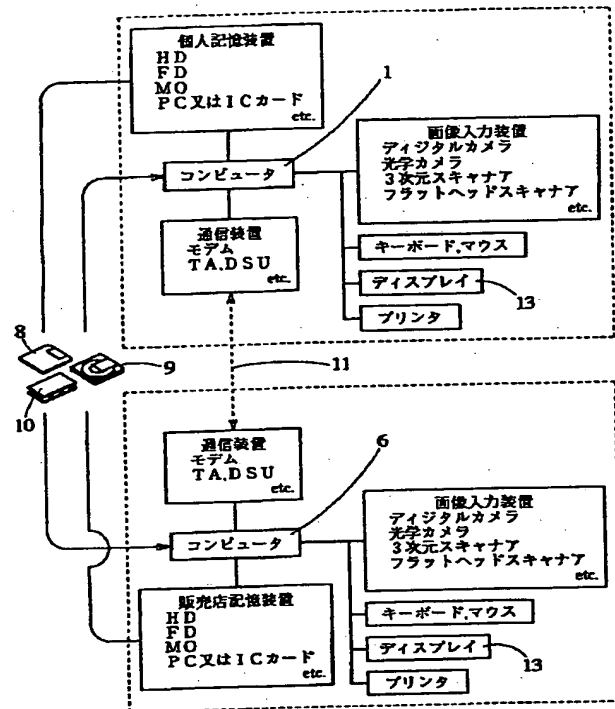 個人記憶装置
HD
FD
MO
PC又はICカード
etc.
1
コンピュータ
画像入力装置
ディジタルカメラ
光学カメラ
3次元スキャナア
フラットヘッドスキャナア
etc.
通信装置
モデム
TA,DSU
etc.
キーボード,マウス
ディスプレイ
13
プリンタ
8
9
10
11
通信装置
モデム
TA,DSU
etc.
6
コンピュータ
画像入力装置
ディジタルカメラ
光学カメラ
3次元スキャナア
フラットヘッドスキャナア
etc.
販売店記憶装置
HD
FD
MO
PC又はICカード
etc.
キーボード,マウス
ディスプレイ
13
プリンタ